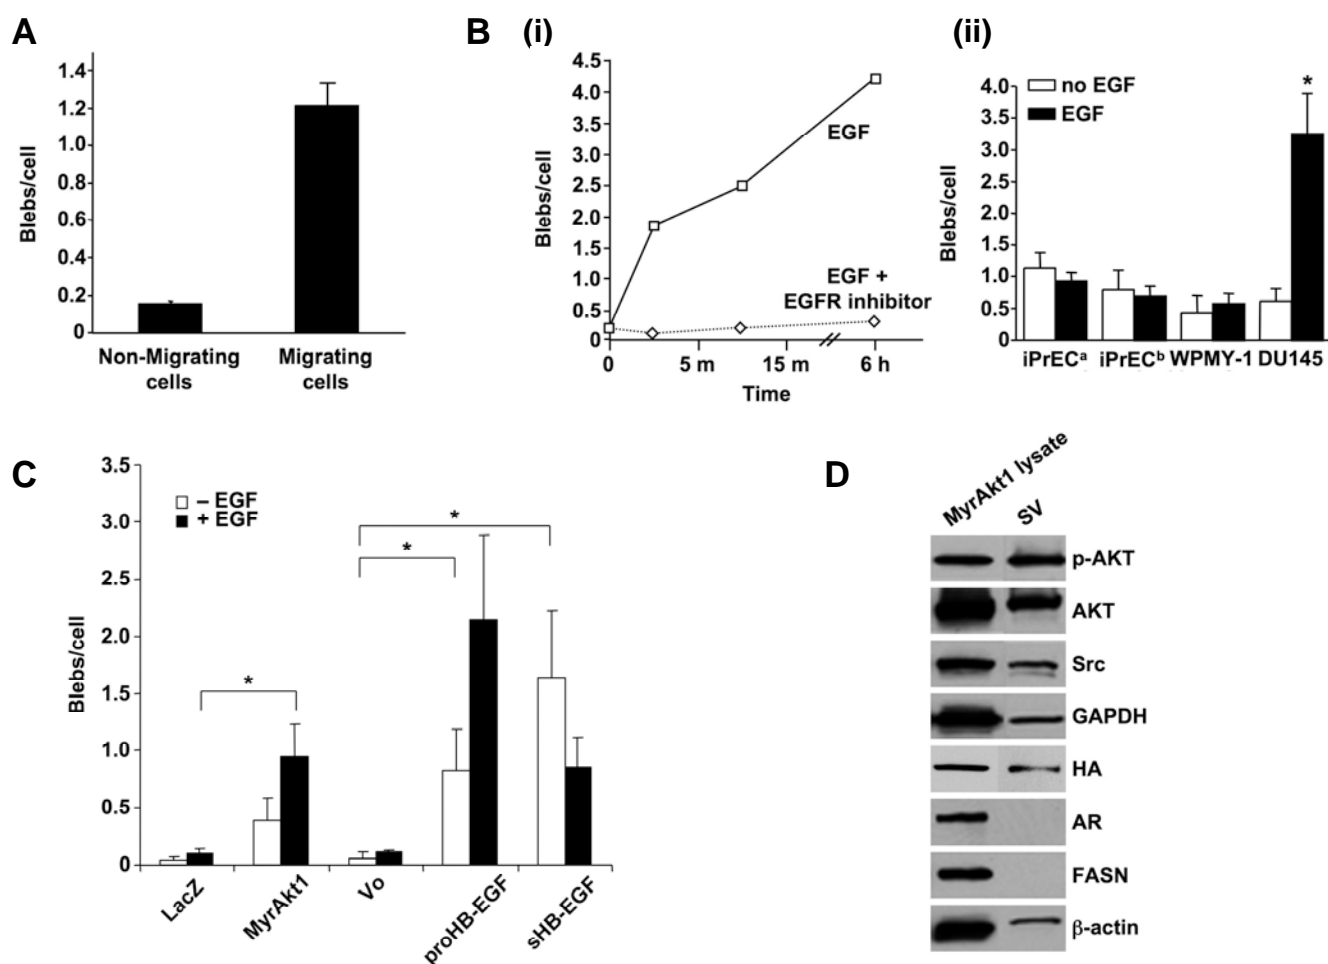 A
1.4
1.2
1.0
0.8
0.6
0.4
0.2
0
Blebs/cell
Non-Migrating cells
Migrating cells
B
(i)
4.5
4.0
3.5
3.0
2.5
2.0
1.5
1.0
0.5
0
Blebs/cell
EGF
EGF +
EGFR inhibitor
0
5 m
15 m
6 h
Time
(ii)
no EGF
EGF
*
4.0
3.5
3.0
2.5
2.0
1.5
1.0
0.5
0
Blebs/cell
iPrECᵃ
iPrECᵇ
WPMY-1
DU145
C
3.5
3.0
2.5
2.0
1.5
1.0
0.5
0
Blebs/cell
– EGF
+ EGF
*
*
*
LacZ
MyrAkt1
Vo
proHB-EGF
sHB-EGF
D
MyrAkt1 lysate
SV
p-AKT
AKT
Src
GAPDH
HA
AR
FASN
β-actin